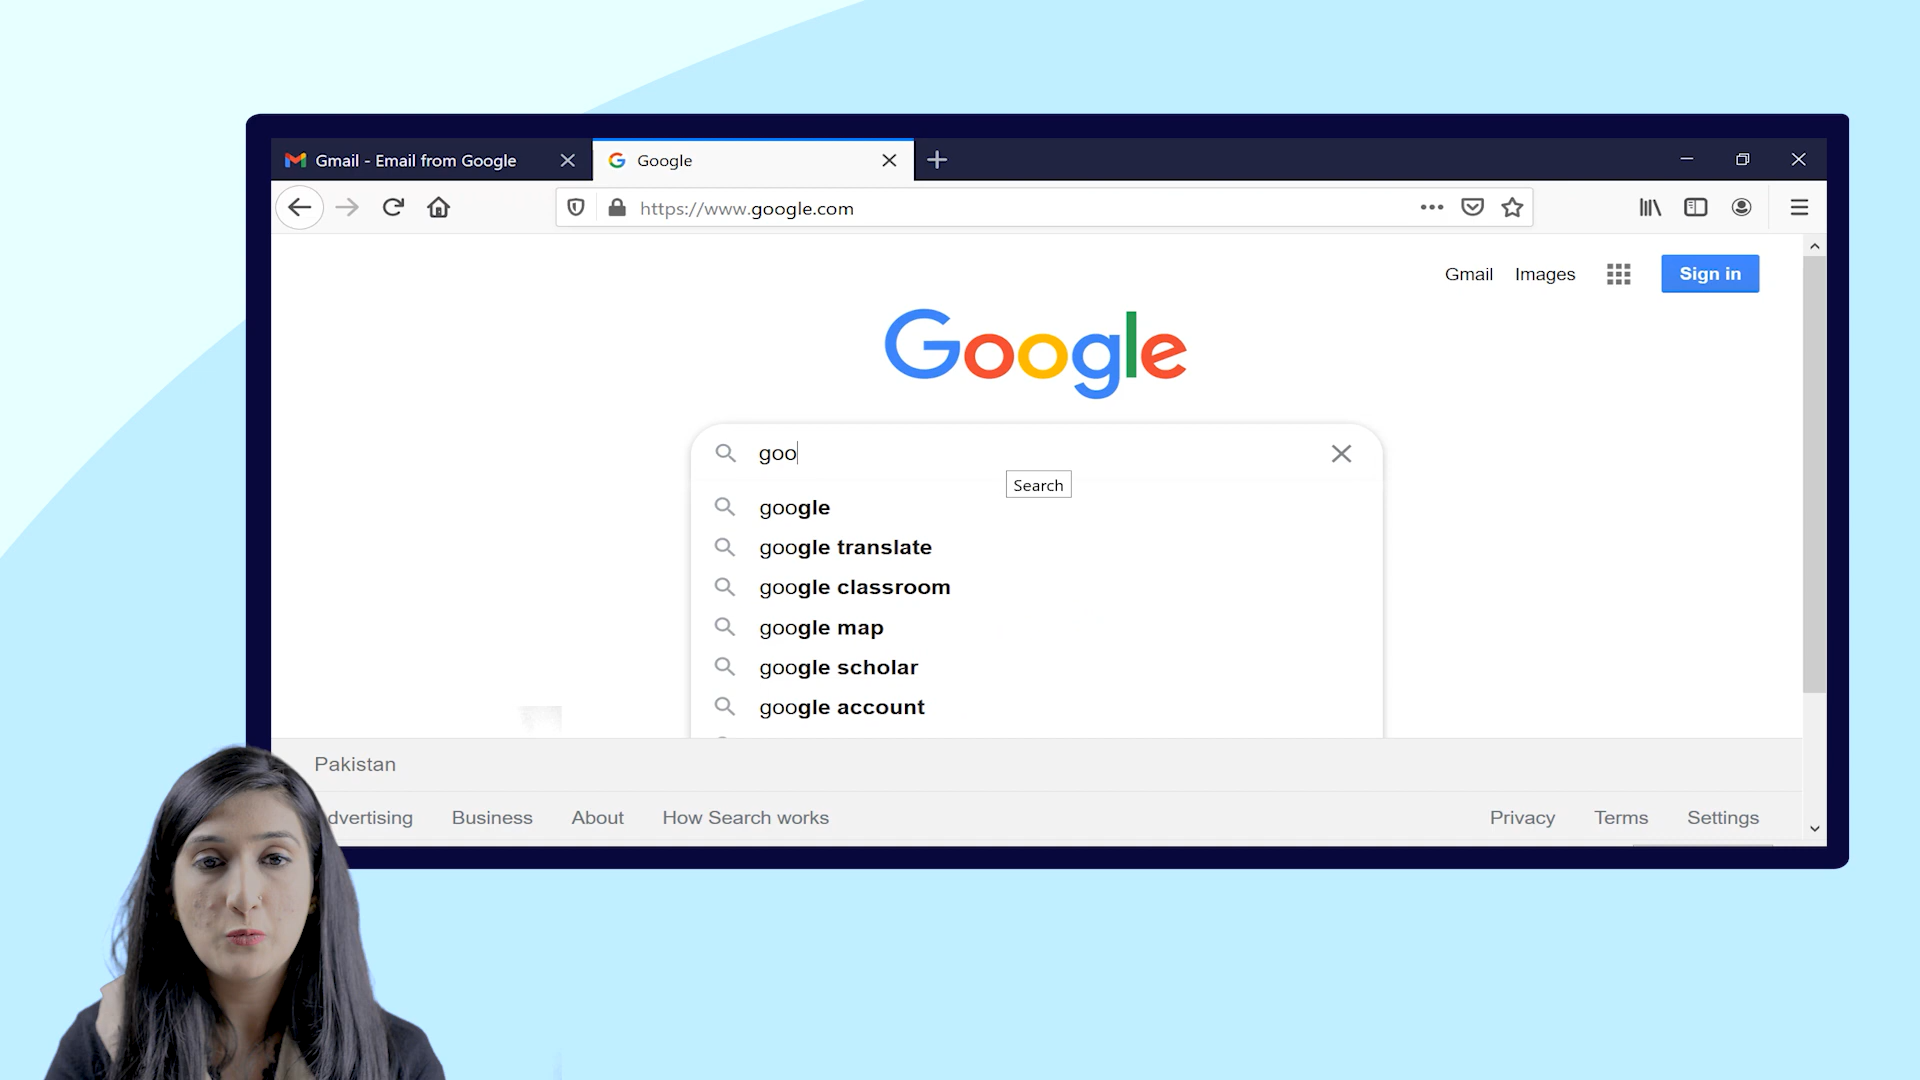 Gmail - Email from Google
Google
https://www.google.com
Gmail Images Sign in
Google
goo
Search
google
google translate
google classroom
google map
google scholar
google account
Pakistan
dvertising Business About How Search works Privacy Terms Settings